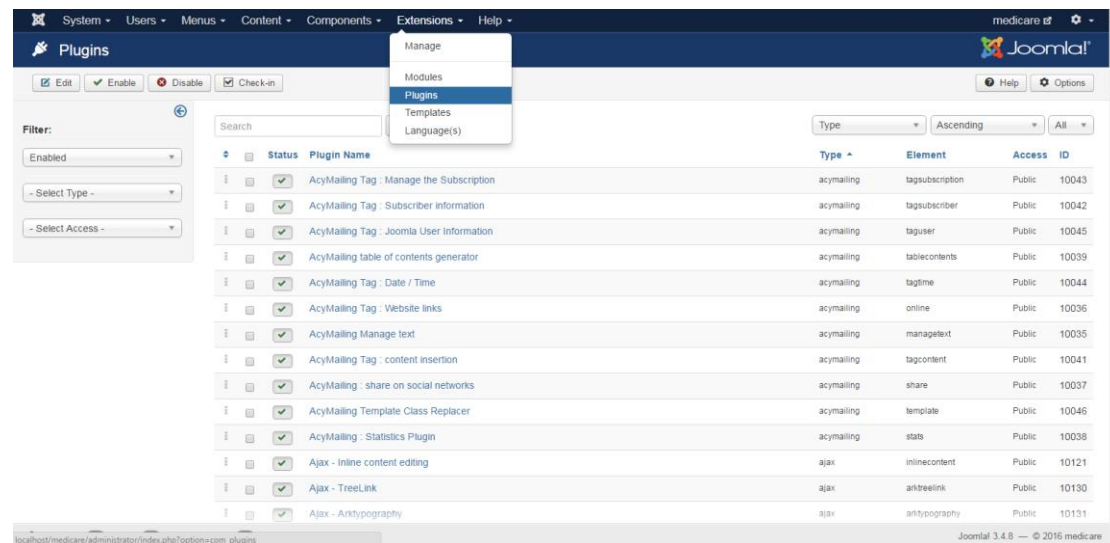 System Users Menus Content Components Extensions Help medicare
Plugins Joomla!
Edit Enable Disable Check-in Help Options
Manage
Modules
Plugins
Templates
Language(s)
Filter:
Enabled
- Select Type -
- Select Access -
Search Type Ascending All
Status Plugin Name Type Element Access ID
AcyMailing Tag : Manage the Subscription acymailing tagsubscription Public 10043
AcyMailing Tag : Subscriber information acymailing tagsubscriber Public 10042
AcyMailing Tag : Joomla User Information acymailing taguser Public 10045
AcyMailing table of contents generator acymailing tablecontents Public 10039
AcyMailing Tag : Date / Time acymailing tagtime Public 10044
AcyMailing Tag : Website links acymailing online Public 10036
AcyMailing Manage text acymailing managetext Public 10035
AcyMailing Tag : content insertion acymailing tagcontent Public 10041
AcyMailing : share on social networks acymailing share Public 10037
AcyMailing Template Class Replacer acymailing template Public 10046
AcyMailing : Statistics Plugin acymailing stats Public 10038
Ajax - Inline content editing ajax inlinecontent Public 10121
Ajax - TreeLink ajax arktreelink Public 10130
Ajax - Arktypography ajax arktypography Public 10131
localhost/medicare/administrator/index.php?option=com_plugins Joomla! 3.4.8 — © 2016 medicare